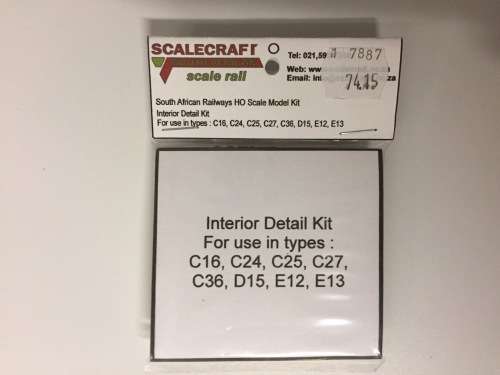 SCALECRAFT
scale rail
Tel: 021,59
7887
Web:
Email:
74.15
South African Railways HO Scale Model Kit
Interior Detail Kit
For use in types : C16, C24, C25, C27, C36, D15, E12, E13
Interior Detail Kit
For use in types :
C16, C24, C25, C27,
C36, D15, E12, E13